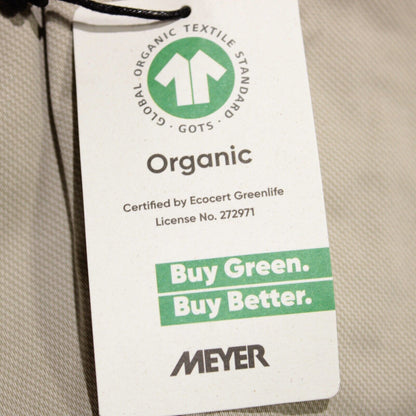 GLOBAL ORGANIC TEXTILE STANDARD · GOTS ·
Organic
Certified by Ecocert Greenlife
License No. 272971
Buy Green.
Buy Better.
MEYER